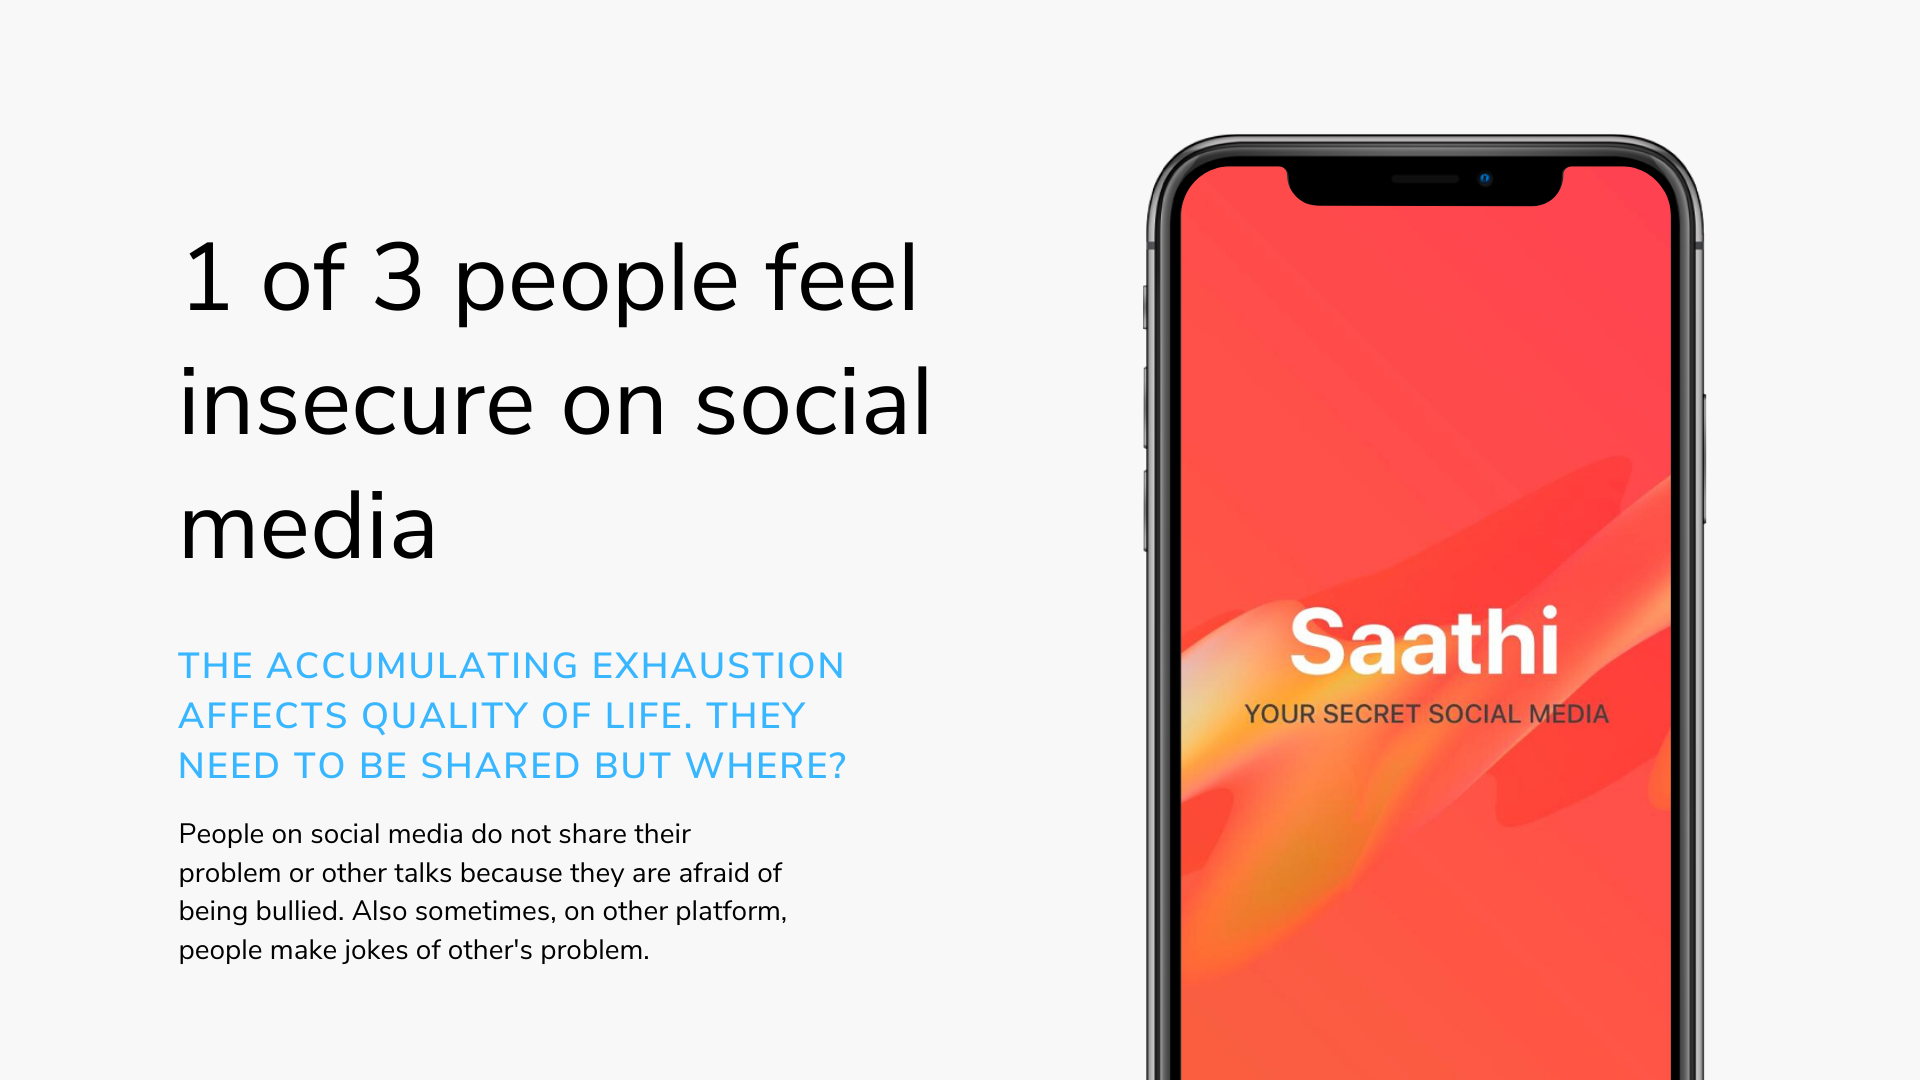 1 of 3 people feel
insecure on social
media
THE ACCUMULATING EXHAUSTION
AFFECTS QUALITY OF LIFE. THEY
NEED TO BE SHARED BUT WHERE?
People on social media do not share their
problem or other talks because they are afraid of
being bullied. Also sometimes, on other platform,
people make jokes of other's problem.
Saathi
YOUR SECRET SOCIAL MEDIA